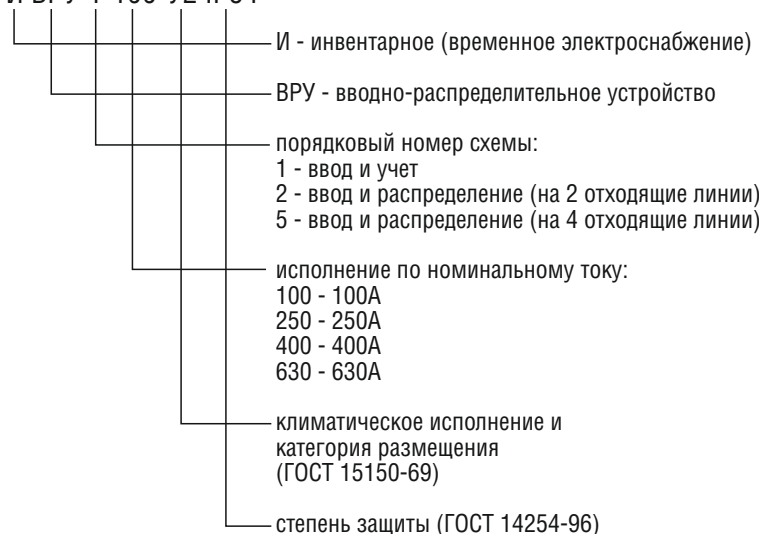 И - инвентарное (временное электроснабжение)
ВРУ - вводно-распределительное устройство
порядковый номер схемы:
1 - ввод и учет
2 - ввод и распределение (на 2 отходящие линии)
5 - ввод и распределение (на 4 отходящие линии)
исполнение по номинальному току:
100 - 100А
250 - 250А
400 - 400А
630 - 630А
климатическое исполнение и
категория размещения
(ГОСТ 15150-69)
степень защиты (ГОСТ 14254-96)